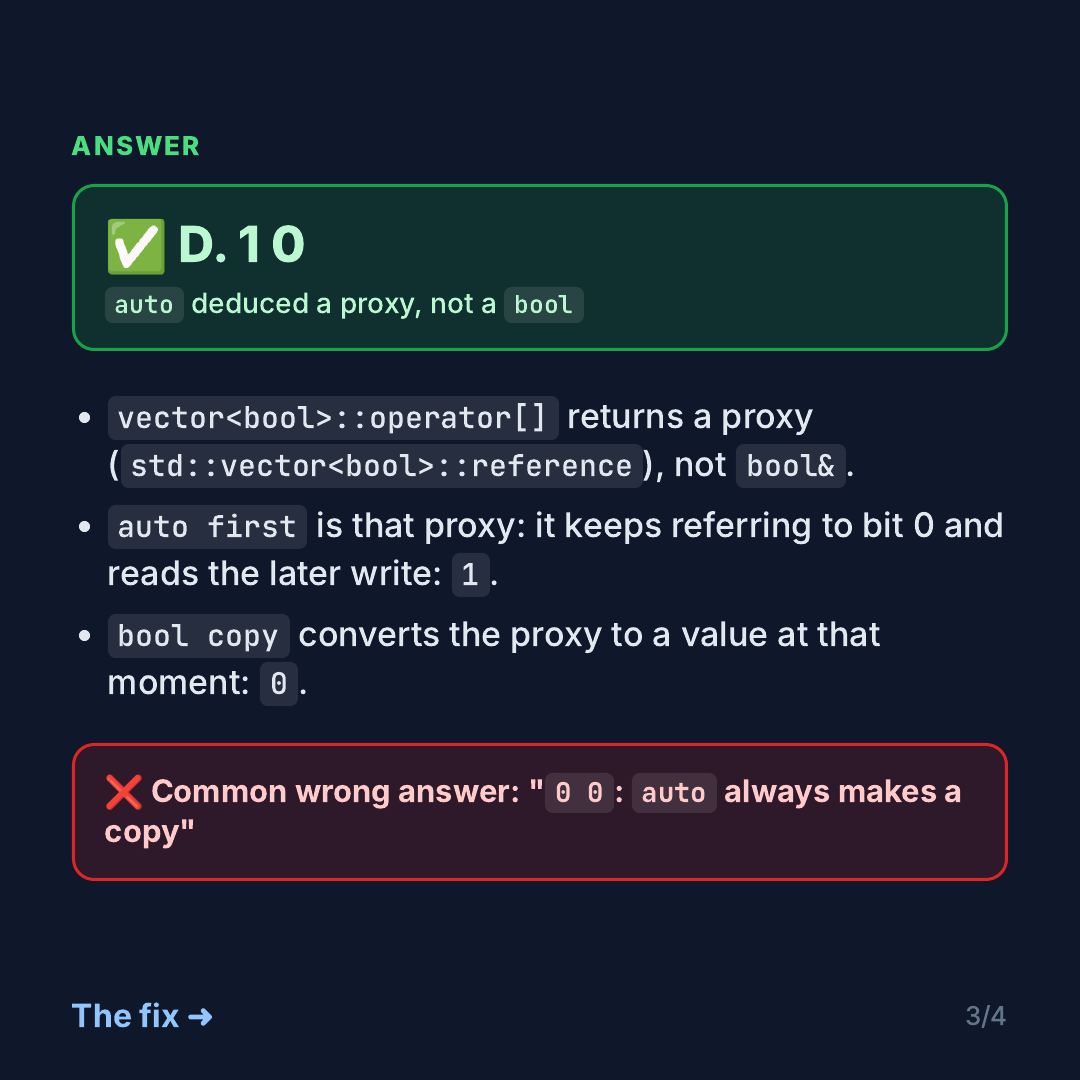 ANSWER
✅ D. 1 0
auto deduced a proxy, not a bool
• vector<bool>::operator[] returns a proxy
(std::vector<bool>::reference), not bool&.
• auto first is that proxy: it keeps referring to bit 0 and
reads the later write: 1.
• bool copy converts the proxy to a value at that
moment: 0.
❌ Common wrong answer: "0 0: auto always makes a
copy"
The fix ➜
3/4